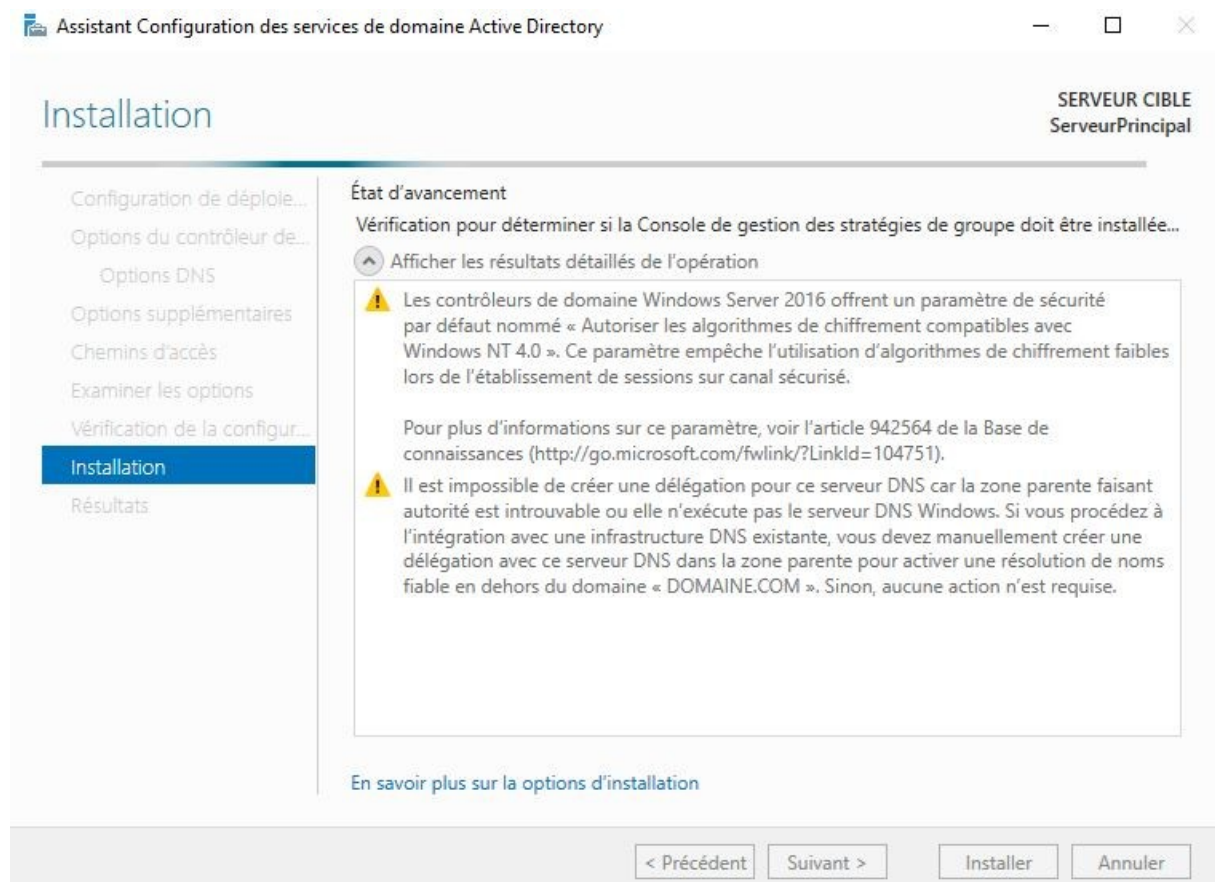 Assistant Configuration des services de domaine Active Directory
Installation
SERVEUR CIBLE
ServeurPrincipal
Configuration de déploie...
Options du contrôleur de...
Options DNS
Options supplémentaires
Chemins d'accès
Examiner les options
Vérification de la configur...
Installation
Résultats
État d'avancement
Vérification pour déterminer si la Console de gestion des stratégies de groupe doit être installée...
Afficher les résultats détaillés de l'opération
Les contrôleurs de domaine Windows Server 2016 offrent un paramètre de sécurité
par défaut nommé « Autoriser les algorithmes de chiffrement compatibles avec
Windows NT 4.0 ». Ce paramètre empêche l'utilisation d'algorithmes de chiffrement faibles
lors de l'établissement de sessions sur canal sécurisé.
Pour plus d'informations sur ce paramètre, voir l'article 942564 de la Base de
connaissances (http://go.microsoft.com/fwlink/?LinkId=104751).
Il est impossible de créer une délégation pour ce serveur DNS car la zone parente faisant
autorité est introuvable ou elle n'exécute pas le serveur DNS Windows. Si vous procédez à
l'intégration avec une infrastructure DNS existante, vous devez manuellement créer une
délégation avec ce serveur DNS dans la zone parente pour activer une résolution de noms
fiable en dehors du domaine « DOMAINE.COM ». Sinon, aucune action n'est requise.
En savoir plus sur la options d'installation
< Précédent
Suivant >
Installer
Annuler